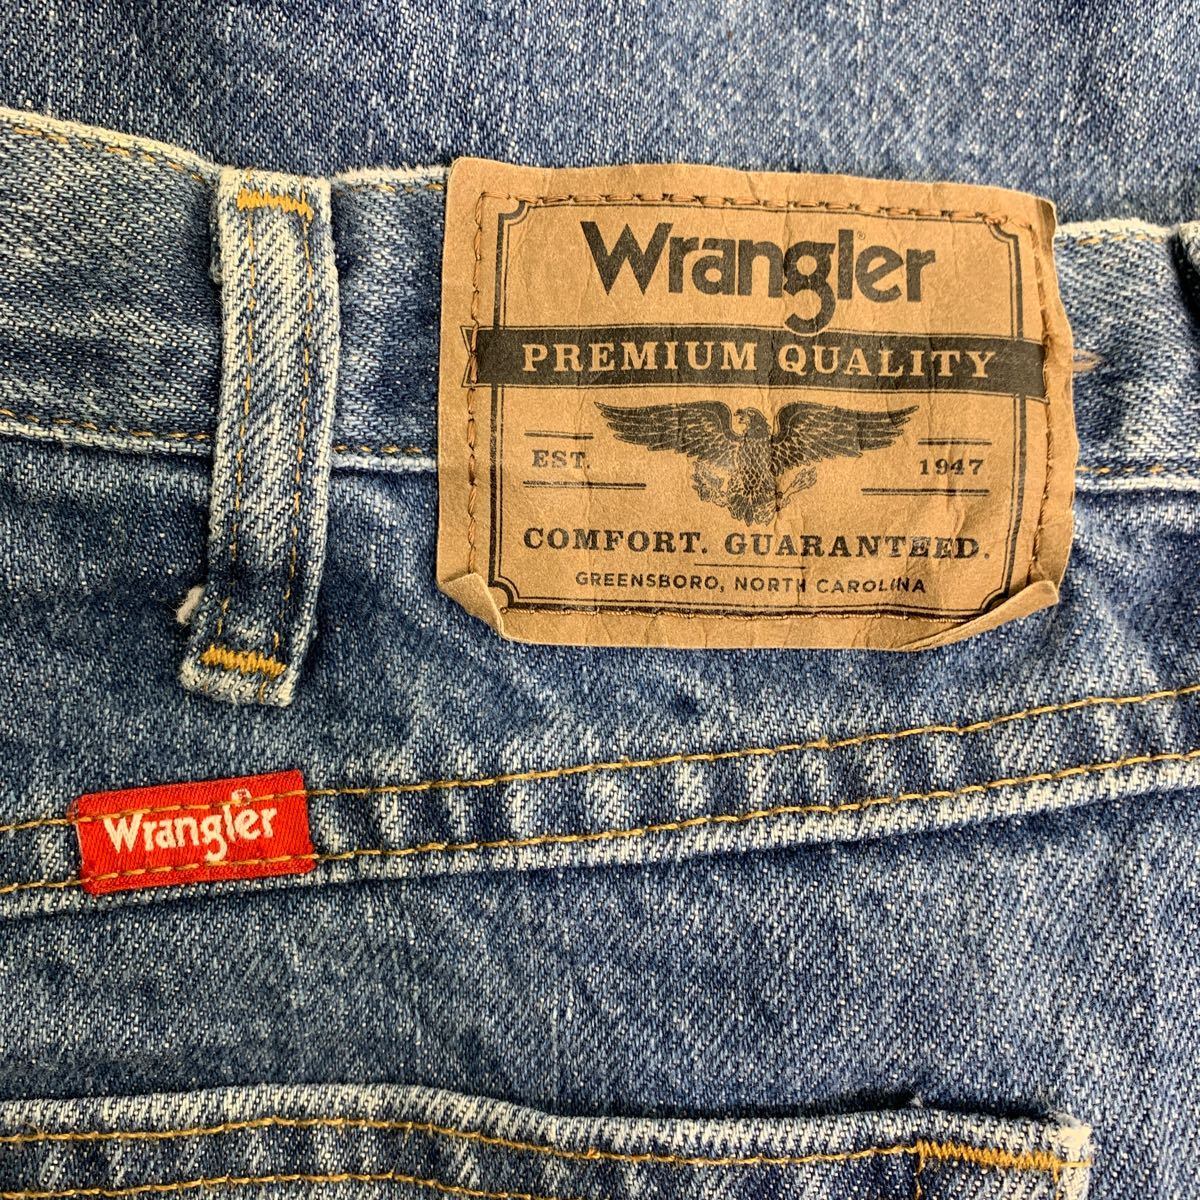 Wrangler®
PREMIUM QUALITY
EST. 1947
COMFORT. GUARANTEED.
GREENSBORO, NORTH CAROLINA
Wrangler®